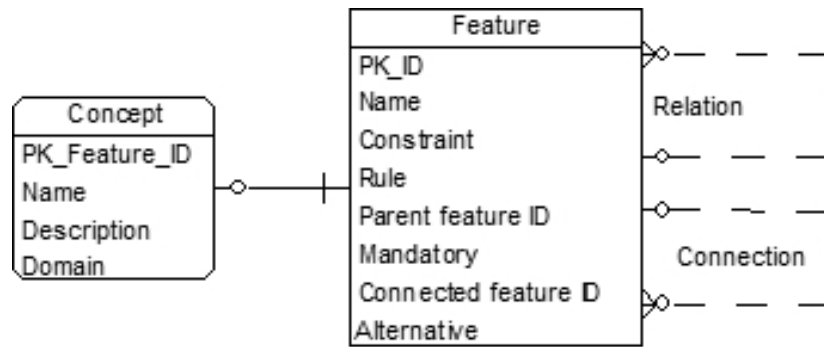 Concept
PK_Feature_ID
Name
Description
Domain
Feature
PK_ID
Name
Constraint
Rule
Parent feature ID
Mandatory
Connected feature ID
Alternative
Relation
Connection